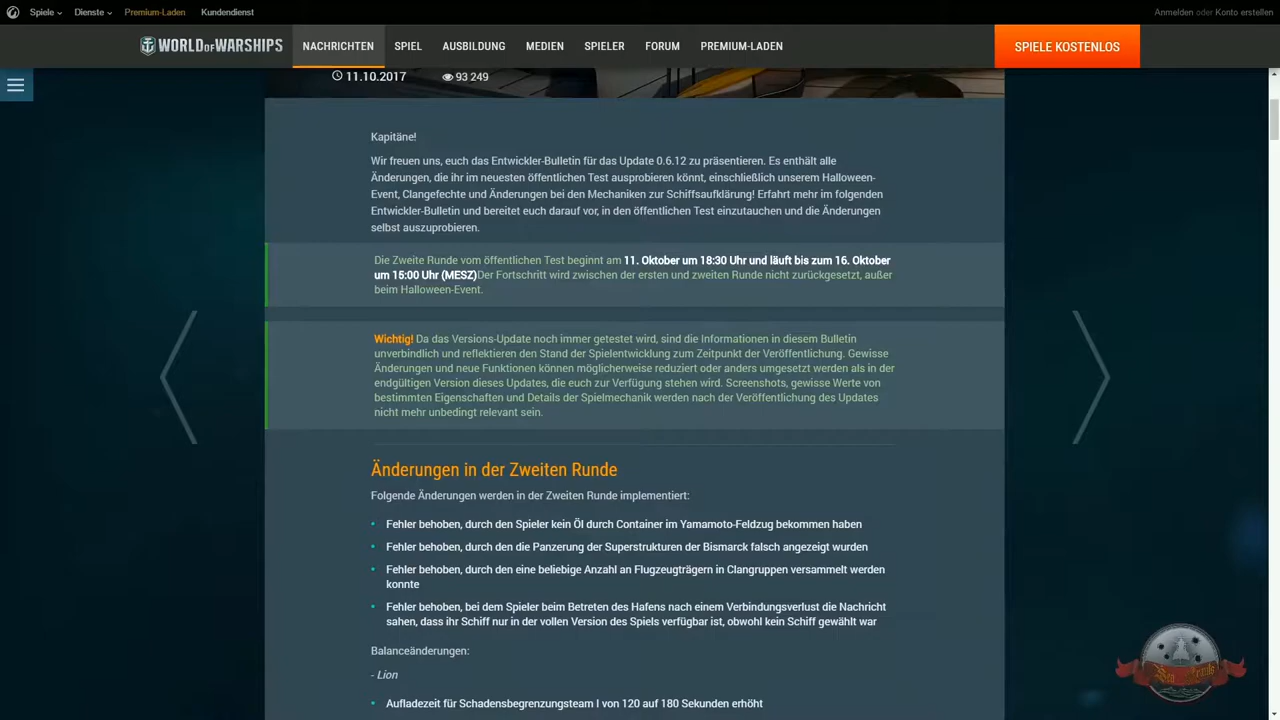 Spiele Dienste Premium-Laden Kundendienst Anmelden oder Konto erstellen
WORLD OF WARSHIPS NACHRICHTEN SPIEL AUSBILDUNG MEDIEN SPIELER FORUM PREMIUM-LADEN SPIELE KOSTENLOS
11.10.2017 93 249
Kapitäne!
Wir freuen uns, euch das Entwickler-Bulletin für das Update 0.6.12 zu präsentieren. Es enthält alle
Änderungen, die ihr im neuesten öffentlichen Test ausprobieren könnt, einschließlich unserem Halloween-
Event, Clangefechte und Änderungen bei den Mechaniken zur Schiffsaufklärung! Erfahrt mehr im folgenden
Entwickler-Bulletin und bereitet euch darauf vor, in den öffentlichen Test einzutauchen und die Änderungen
selbst auszuprobieren.
Die Zweite Runde vom öffentlichen Test beginnt am 11. Oktober um 18:30 Uhr und läuft bis zum 16. Oktober
um 15:00 Uhr (MESZ)Der Fortschritt wird zwischen der ersten und zweiten Runde nicht zurückgesetzt, außer
beim Halloween-Event.
Wichtig! Da das Versions-Update noch immer getestet wird, sind die Informationen in diesem Bulletin
unverbindlich und reflektieren den Stand der Spielentwicklung zum Zeitpunkt der Veröffentlichung. Gewisse
Änderungen und neue Funktionen können möglicherweise reduziert oder anders umgesetzt werden als in der
endgültigen Version dieses Updates, die euch zur Verfügung stehen wird. Screenshots, gewisse Werte von
bestimmten Eigenschaften und Details der Spielmechanik werden nach der Veröffentlichung des Updates
nicht mehr unbedingt relevant sein.
Änderungen in der Zweiten Runde
Folgende Änderungen werden in der Zweiten Runde implementiert:
• Fehler behoben, durch den Spieler kein Öl durch Container im Yamamoto-Feldzug bekommen haben
• Fehler behoben, durch den die Panzerung der Superstrukturen der Bismarck falsch angezeigt wurden
• Fehler behoben, durch den eine beliebige Anzahl an Flugzeugträgern in Clangruppen versammelt werden
konnte
• Fehler behoben, bei dem Spieler beim Betreten des Hafens nach einem Verbindungsverlust die Nachricht
sahen, dass ihr Schiff nur in der vollen Version des Spiels verfügbar ist, obwohl kein Schiff gewählt war
Balanceänderungen:
- Lion
• Aufladezeit für Schadensbegrenzungsteam I von 120 auf 180 Sekunden erhöht